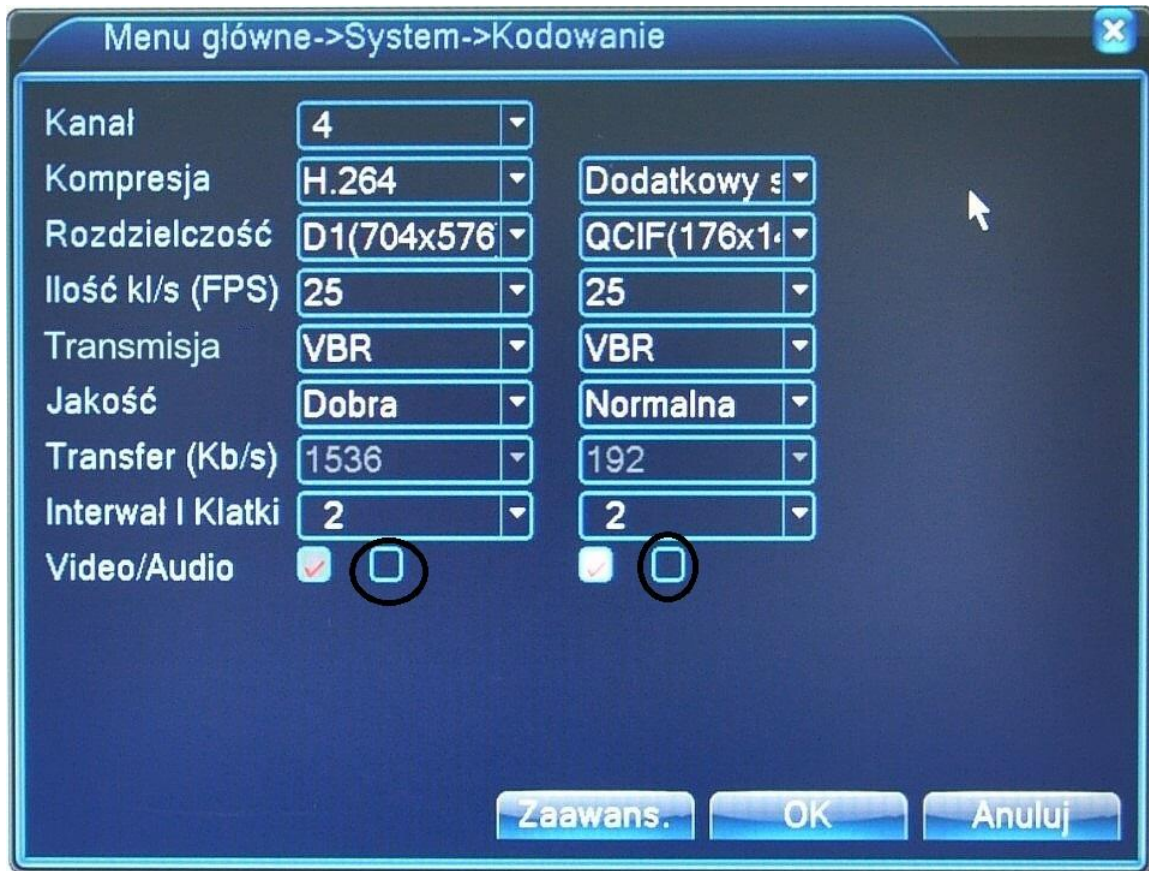 Menu główne->System->Kodowanie
Kanał 4
Kompresja H.264 Dodatkowy s
Rozdzielczość D1(704x576) QCIF(176x14
Ilość kl/s (FPS) 25 25
Transmisja VBR VBR
Jakość Dobra Normalna
Transfer (Kb/s) 1536 192
Interwał I Klatki 2 2
Video/Audio
Zaawans. OK Anuluj